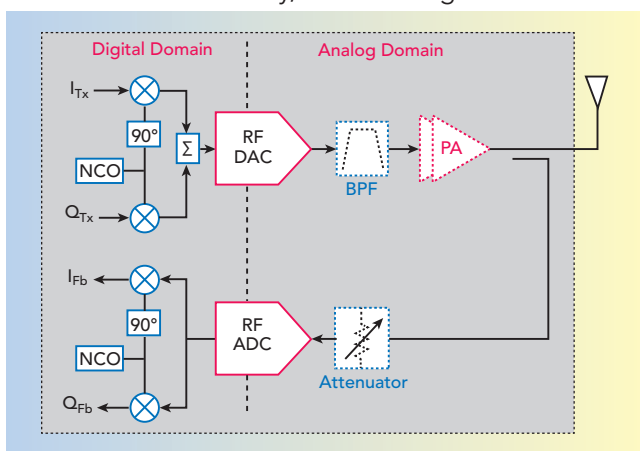 Digital Domain
Analog Domain
I_Tx
90°
NCO
Q_Tx
Σ
RF
DAC
BPF
PA
I_Fb
90°
NCO
Q_Fb
RF
ADC
Attenuator